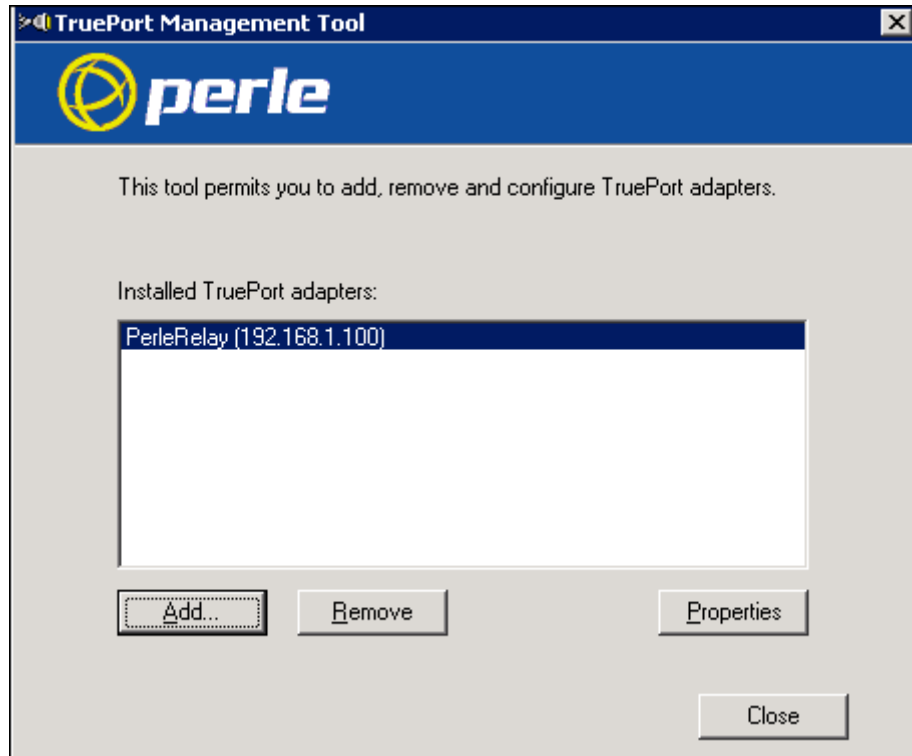 TruePort Management Tool
perle
This tool permits you to add, remove and configure TruePort adapters.
Installed TruePort adapters:
PerleRelay (192.168.1.100)
Add... Remove Properties
Close